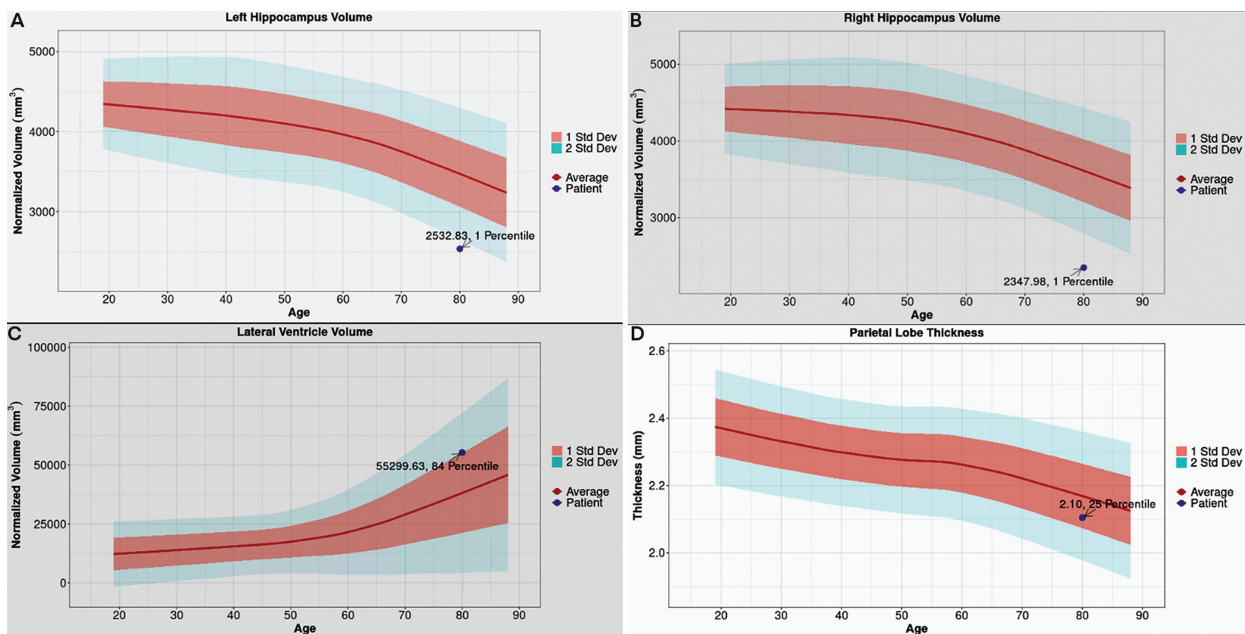 A
Left Hippocampus Volume
Normalized Volume (mm³)
5000
4000
3000
2532.83, 1 Percentile
20 30 40 50 60 70 80 90
Age
1 Std Dev
2 Std Dev
Average
Patient
B
Right Hippocampus Volume
Normalized Volume (mm³)
5000
4000
3000
2347.98, 1 Percentile
20 30 40 50 60 70 80 90
Age
1 Std Dev
2 Std Dev
Average
Patient
C
Lateral Ventricle Volume
Normalized Volume (mm³)
100000
75000
50000
25000
0
55299.63, 84 Percentile
20 30 40 50 60 70 80 90
Age
1 Std Dev
2 Std Dev
Average
Patient
D
Parietal Lobe Thickness
Thickness (mm)
2.6
2.4
2.2
2.0
2.10, 25 Percentile
20 30 40 50 60 70 80 90
Age
1 Std Dev
2 Std Dev
Average
Patient